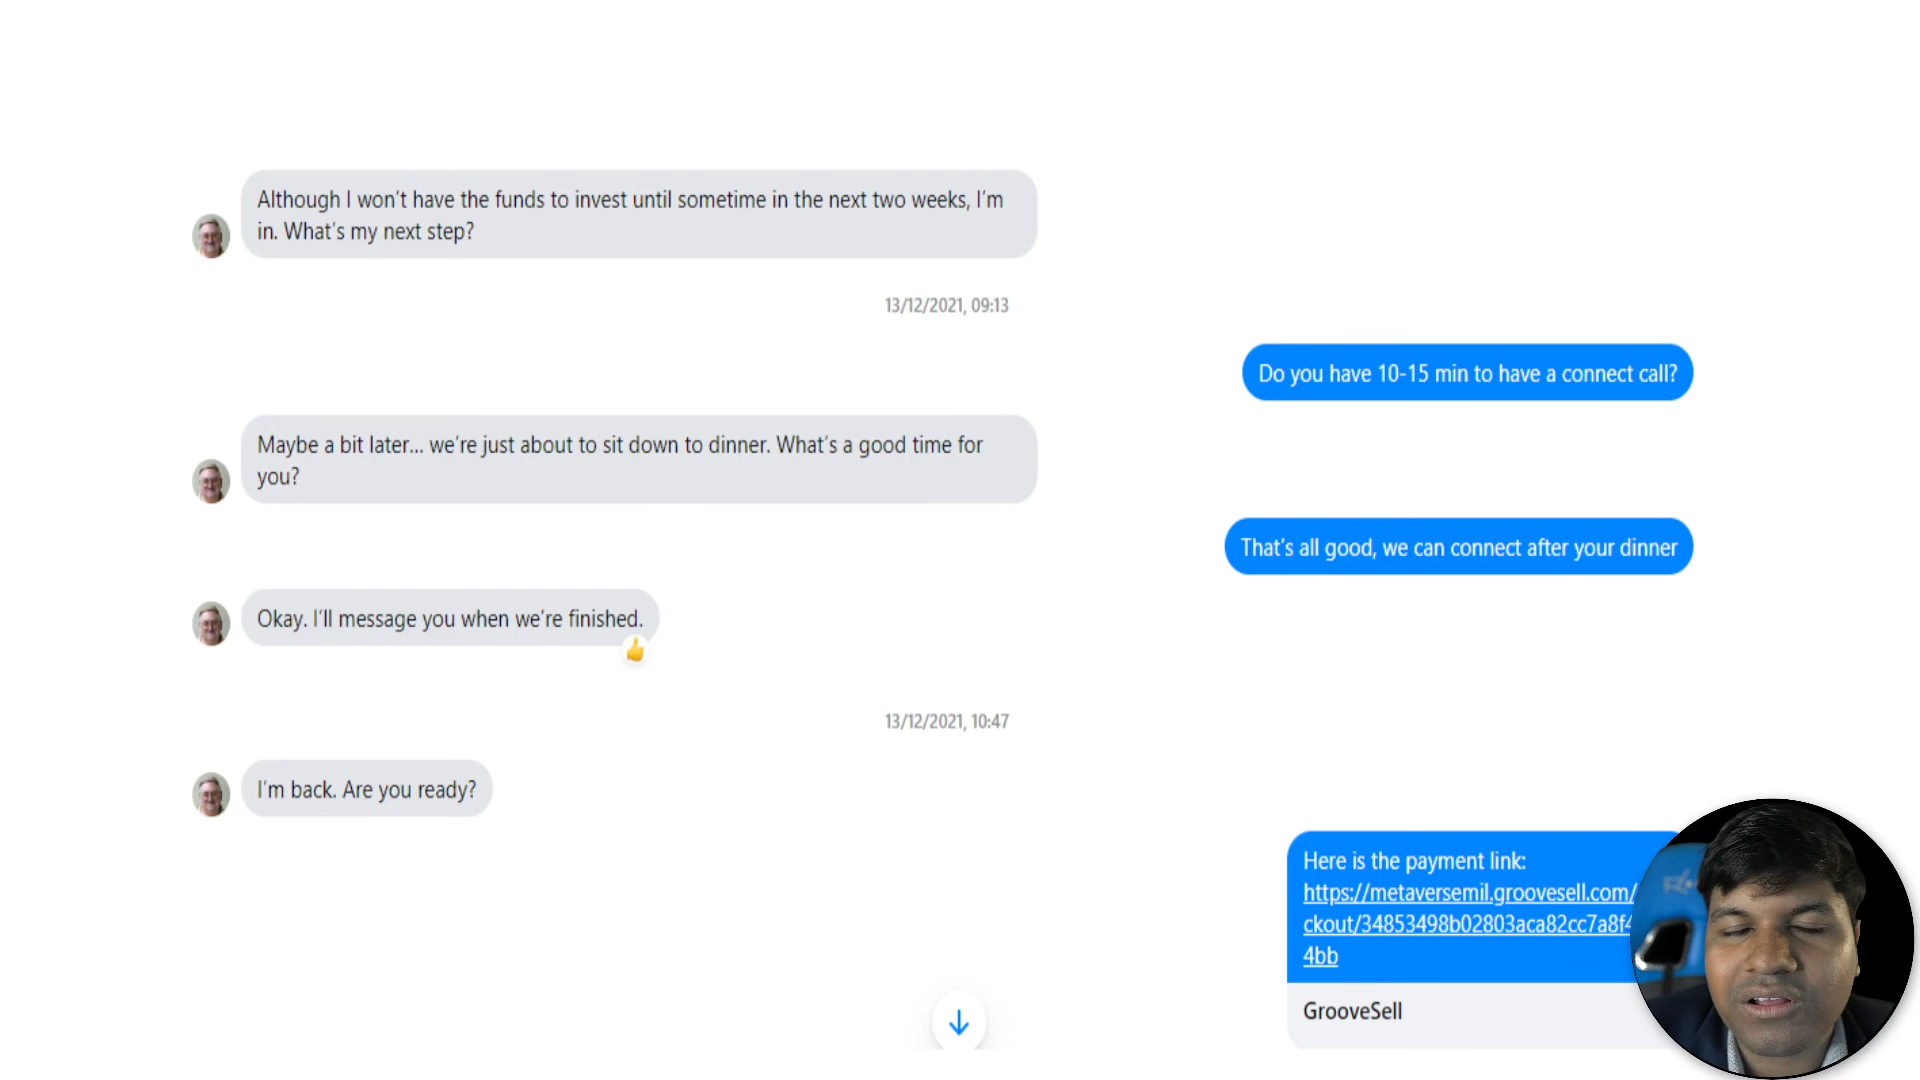 Although I won't have the funds to invest until sometime in the next two weeks, I'm
in. What's my next step?
13/12/2021, 09:13
Do you have 10-15 min to have a connect call?
Maybe a bit later... we're just about to sit down to dinner. What's a good time for
you?
That's all good, we can connect after your dinner
Okay. I'll message you when we're finished.
13/12/2021, 10:47
I'm back. Are you ready?
Here is the payment link:
https://metaversemil.groovesell.com/
ckout/34853498b02803aca82cc7a8f4
4bb
GrooveSell